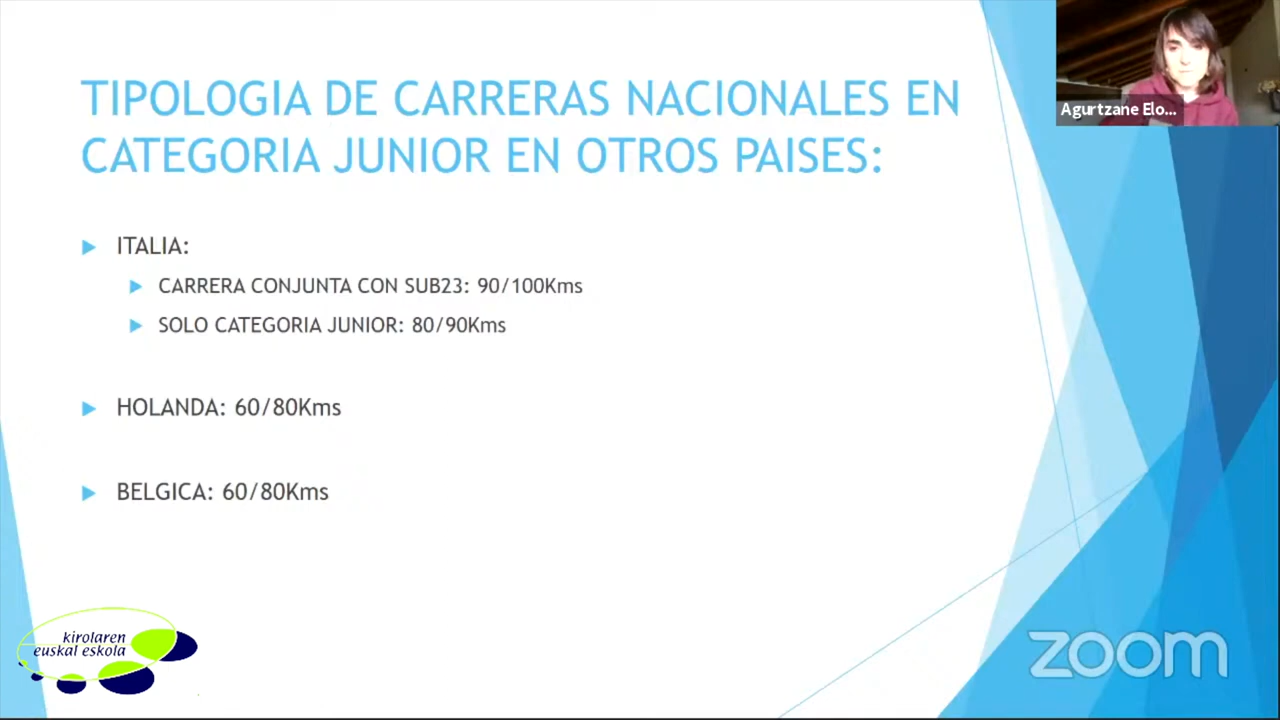 TIPOLOGIA DE CARRERAS NACIONALES EN
CATEGORIA JUNIOR EN OTROS PAISES:
Agurtzane Elo...
ITALIA:
CARRERA CONJUNTA CON SUB23: 90/100Kms
SOLO CATEGORIA JUNIOR: 80/90Kms
HOLANDA: 60/80Kms
BELGICA: 60/80Kms
kirolaren
euskal eskola
zoom